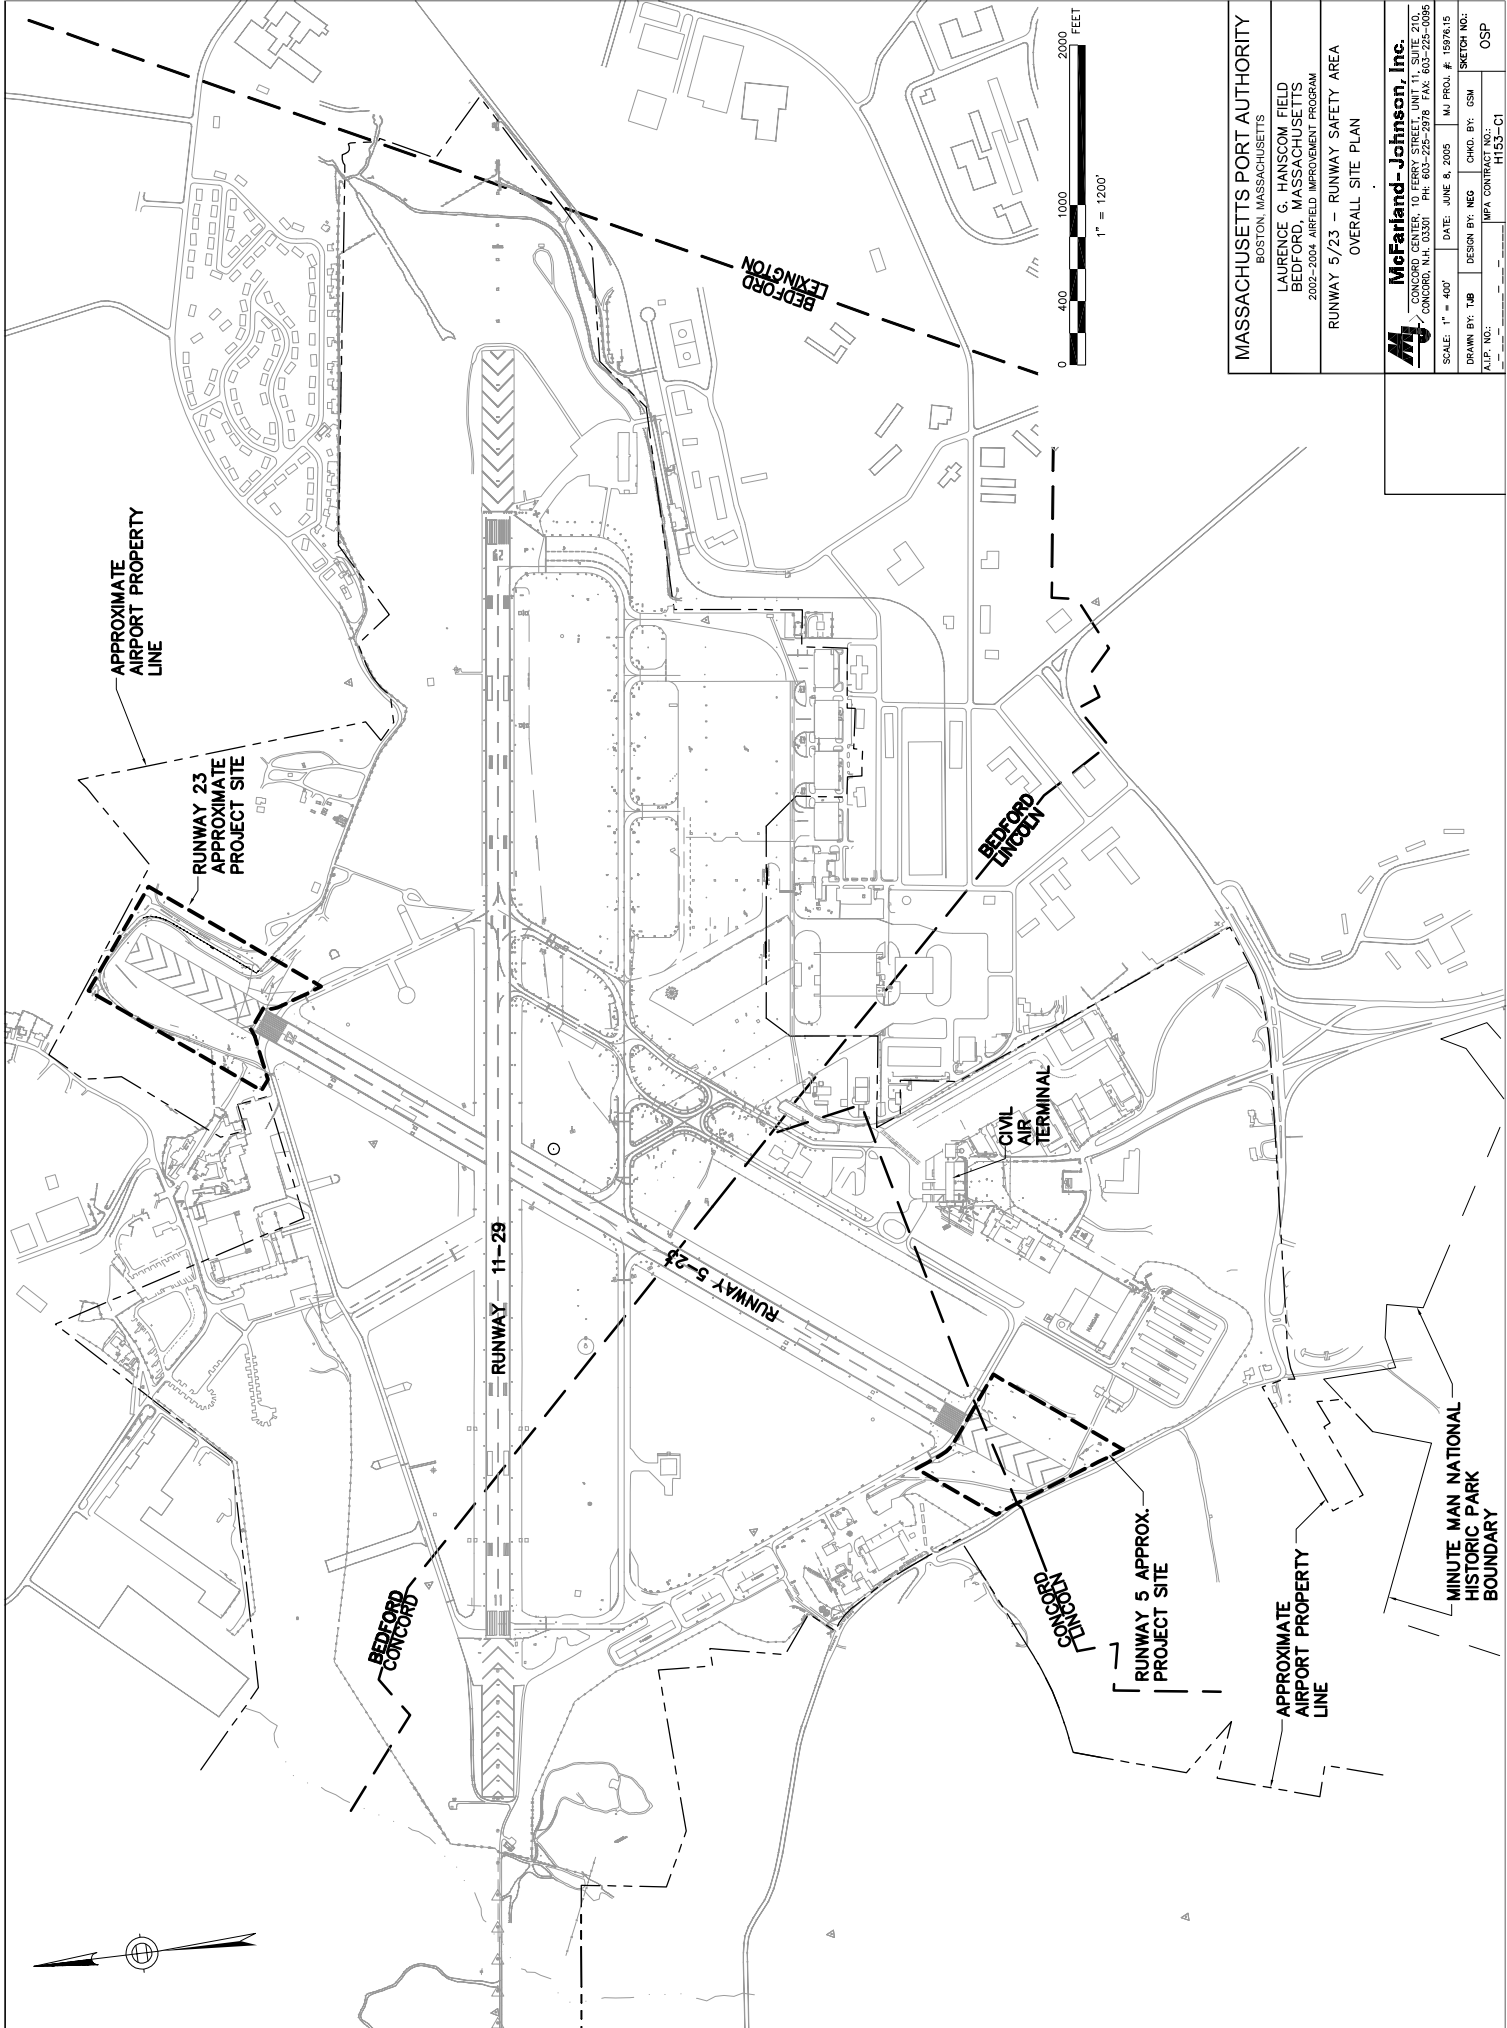 APPROXIMATE
AIRPORT PROPERTY
LINE
RUNWAY 23
APPROXIMATE
PROJECT SITE
BEDFORD
LEXINGTON
BEDFORD
LINCOLN
RUNWAY 11-29
RUNWAY 5-23
CIVIL
AIR
TERMINAL
BEDFORD
CONCORD
CONCORD
LINCOLN
RUNWAY 5 APPROX.
PROJECT SITE
APPROXIMATE
AIRPORT PROPERTY
LINE
MINUTE MAN NATIONAL
HISTORIC PARK
BOUNDARY
HANGAR
29
11
0 400 1000 2000
FEET
1" = 1200'
MASSACHUSETTS PORT AUTHORITY
BOSTON, MASSACHUSETTS
LAURENCE G. HANSCOM FIELD
BEDFORD, MASSACHUSETTS
2002-2004 AIRFIELD IMPROVEMENT PROGRAM
RUNWAY 5/23 - RUNWAY SAFETY AREA
OVERALL SITE PLAN
MJ McFarland-Johnson, Inc.
CONCORD CENTER, 10 FERRY STREET, UNIT 11, SUITE 210,
CONCORD, N.H. 03301 PH: 603-225-2978 FAX: 603-225-0095
SCALE: 1" = 400' DATE: JUNE 8, 2005 MJ PROJ. #: 15976.15
DRAWN BY: TJB DESIGN BY: NEG CHKD. BY: GSM SKETCH NO.:
OSP
A.I.P. NO.: MPA CONTRACT NO.:
H153-C1